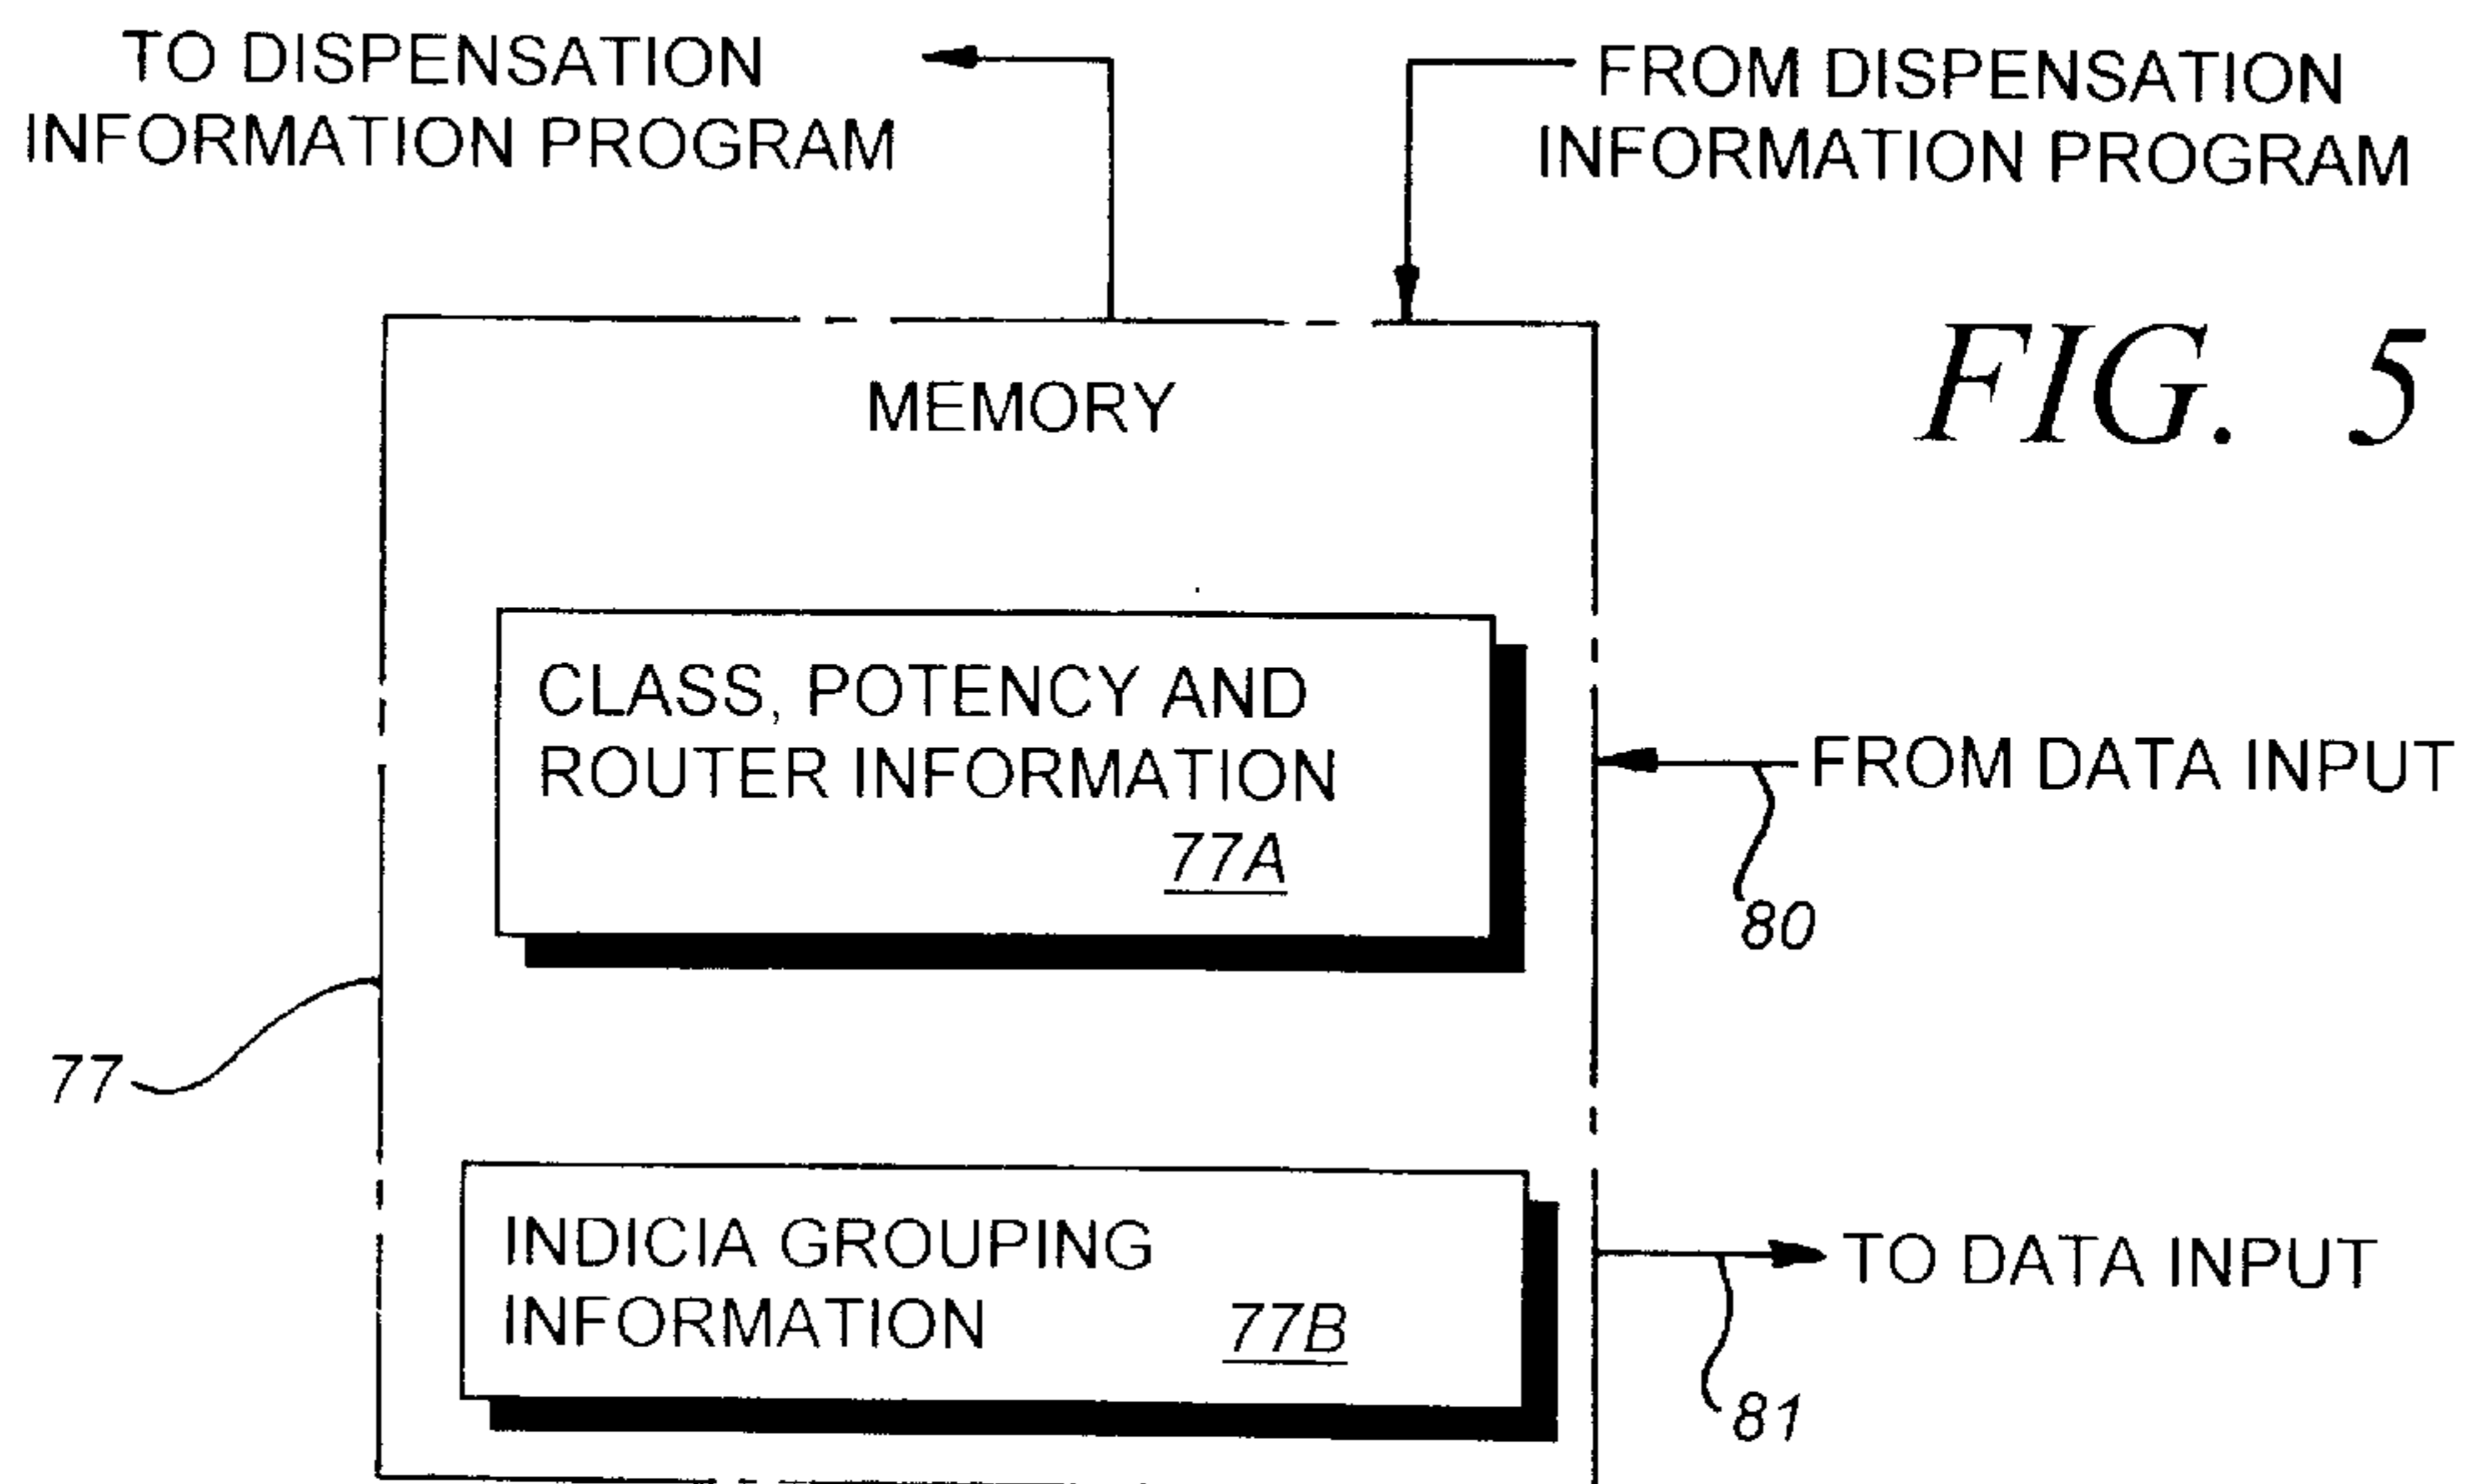 TO DISPENSATION
INFORMATION PROGRAM
FROM DISPENSATION
INFORMATION PROGRAM
FIG. 5
MEMORY
CLASS, POTENCY AND
ROUTER INFORMATION
77A
FROM DATA INPUT
80
77
INDICIA GROUPING
INFORMATION 77B
TO DATA INPUT
81